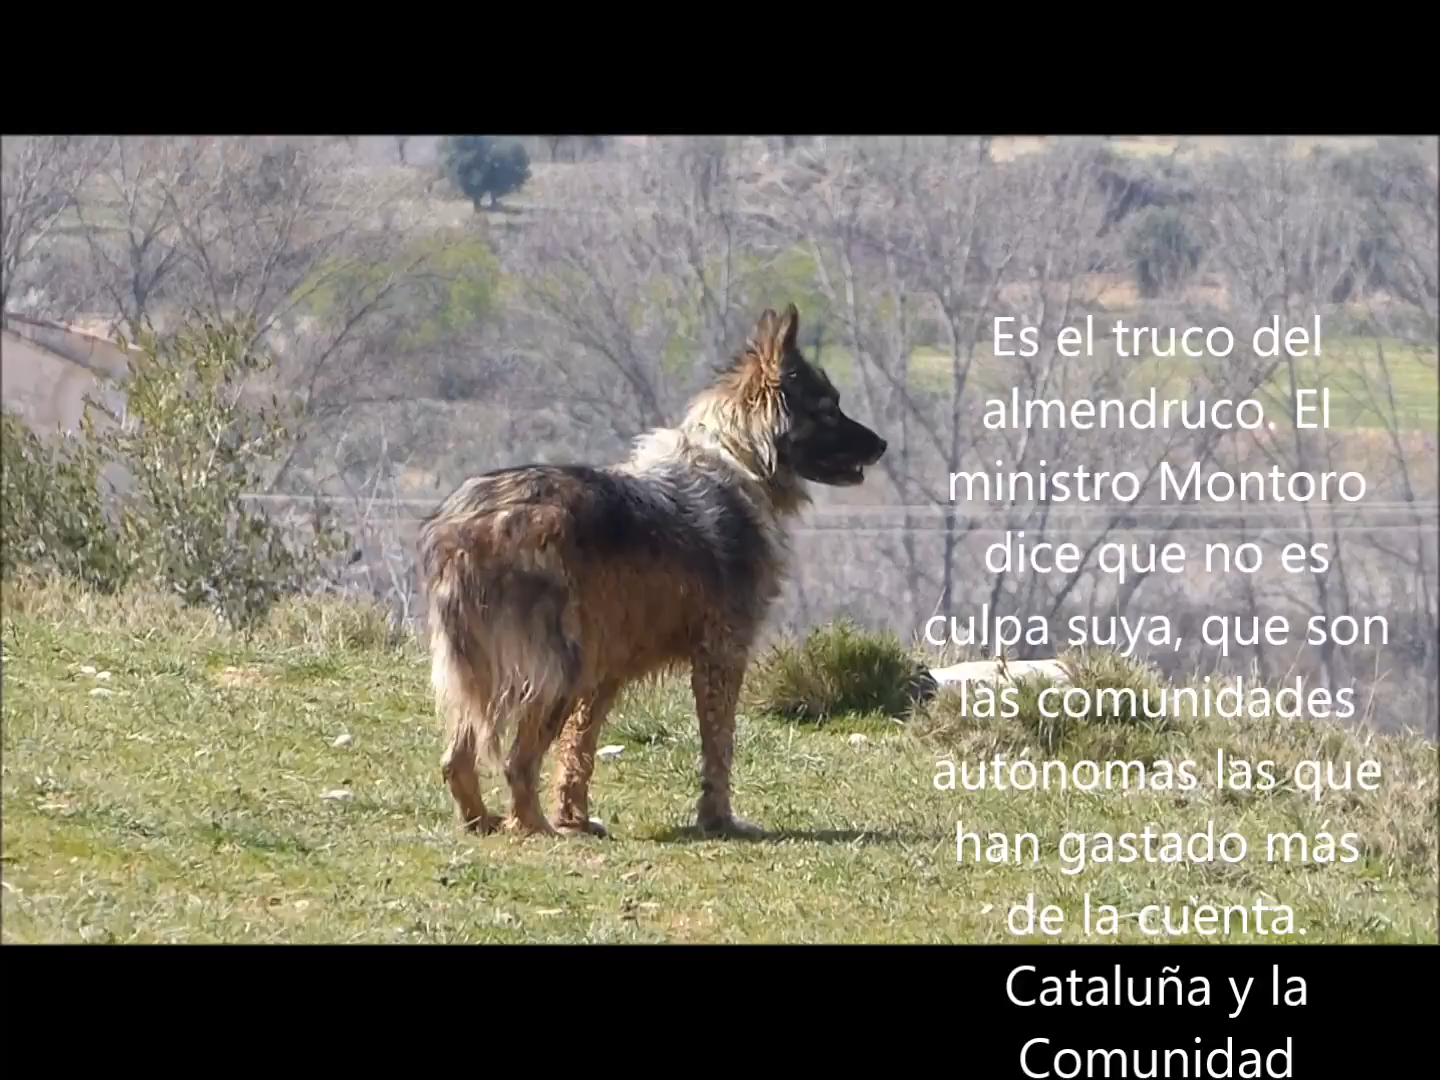 Es el truco del
almendruco. El
ministro Montoro
dice que no es
culpa suya, que son
las comunidades
autónomas las que
han gastado más
de la cuenta.
Cataluña y la
Comunidad